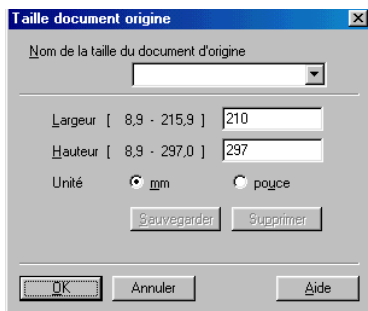 Taille document origine
Nom de la taille du document d'origine
Largeur [ 8,9 - 215,9 ] 210
Hauteur [ 8,9 - 297,0 ] 297
Unité mm pouce
Sauvegarder Supprimer
OK Annuler Aide